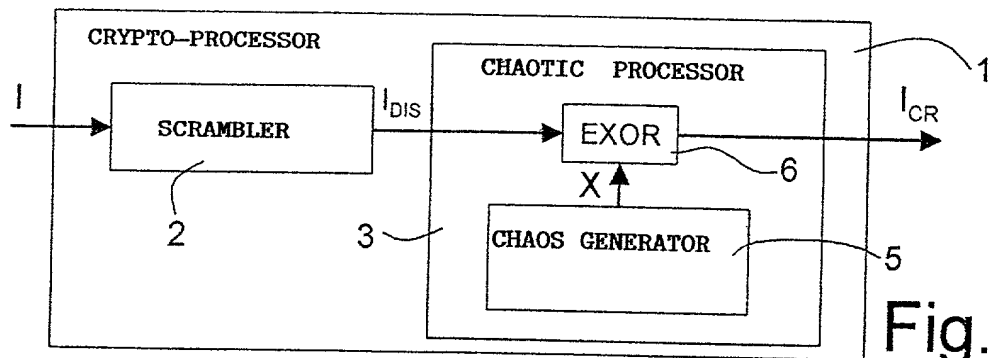 CRYPTO-PROCESSOR
1
CHAOTIC PROCESSOR
I
SCRAMBLER
I_DIS
EXOR
I_CR
2
X
6
3
CHAOS GENERATOR
5
Fig.